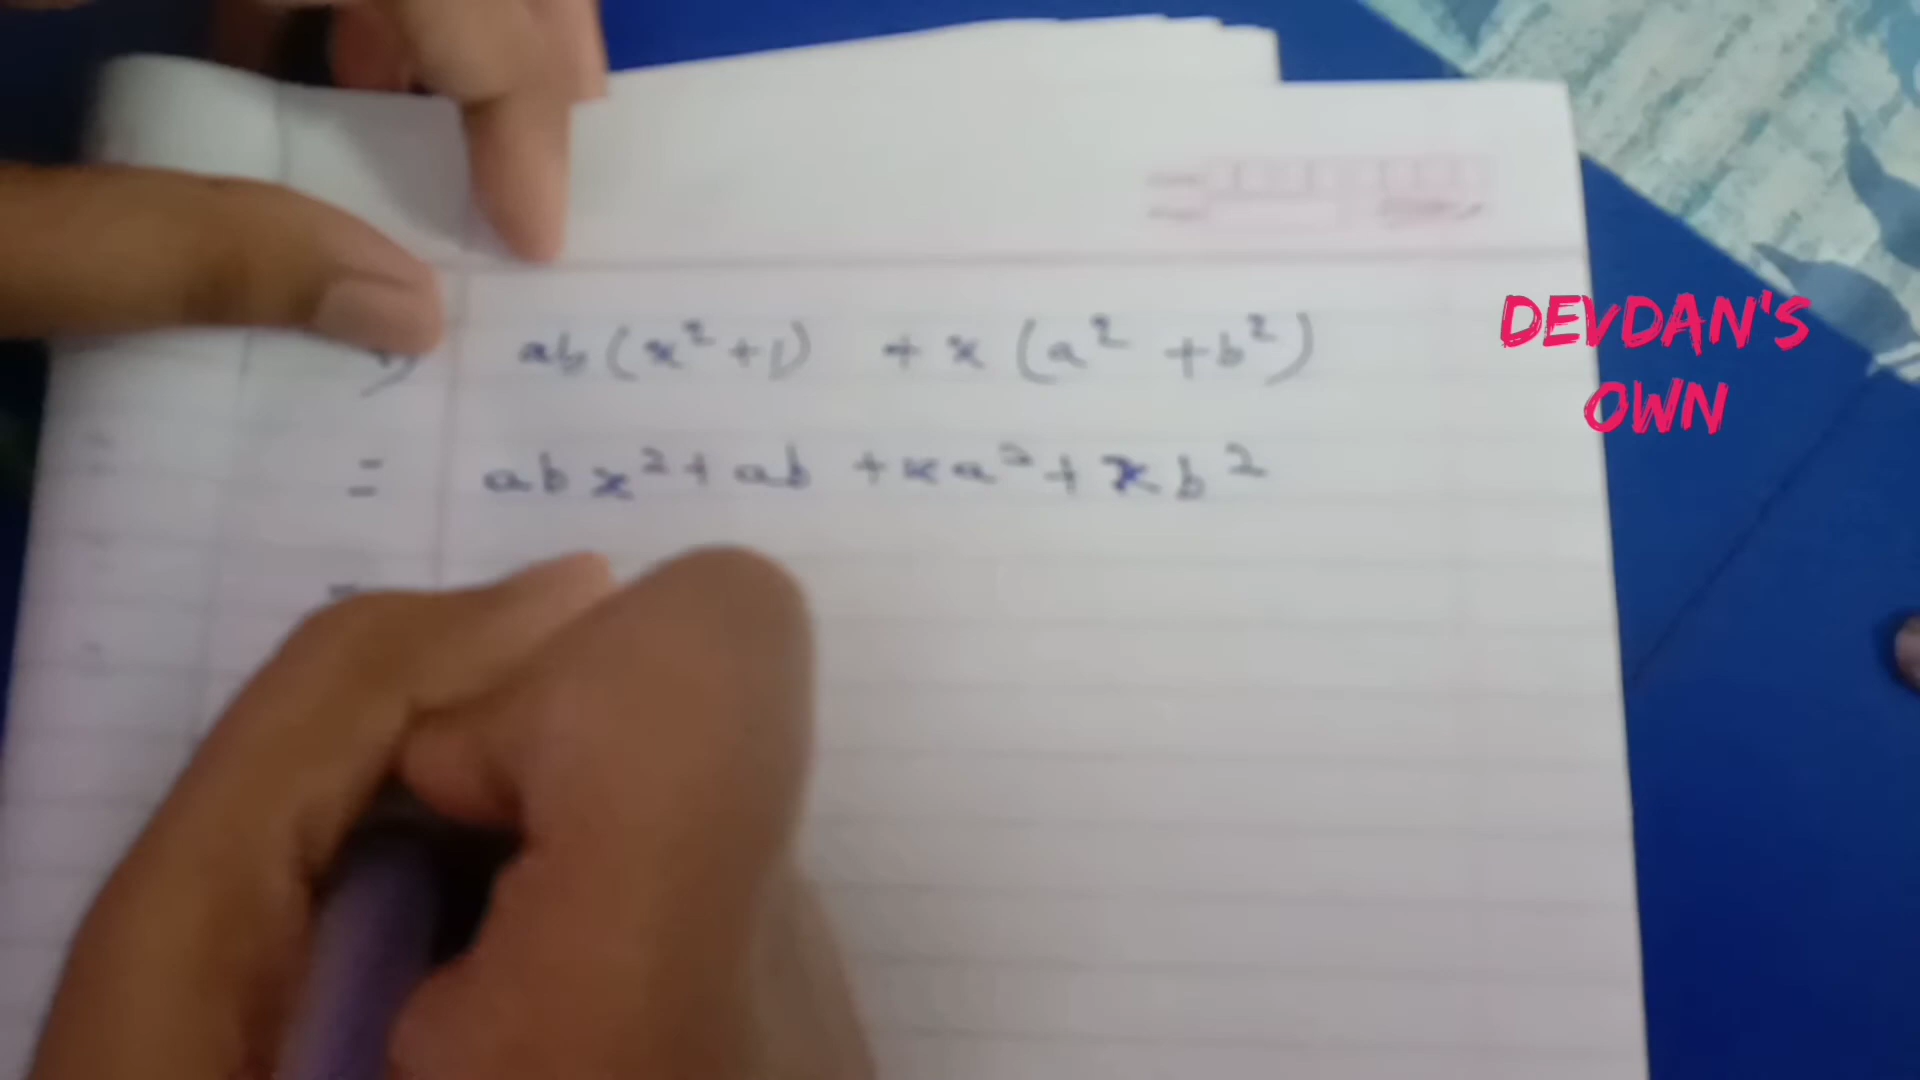 ab(x²+1) + x(a² + b²)
= abx² + ab + xa² + xb²
=
DEVDAN'S
OWN